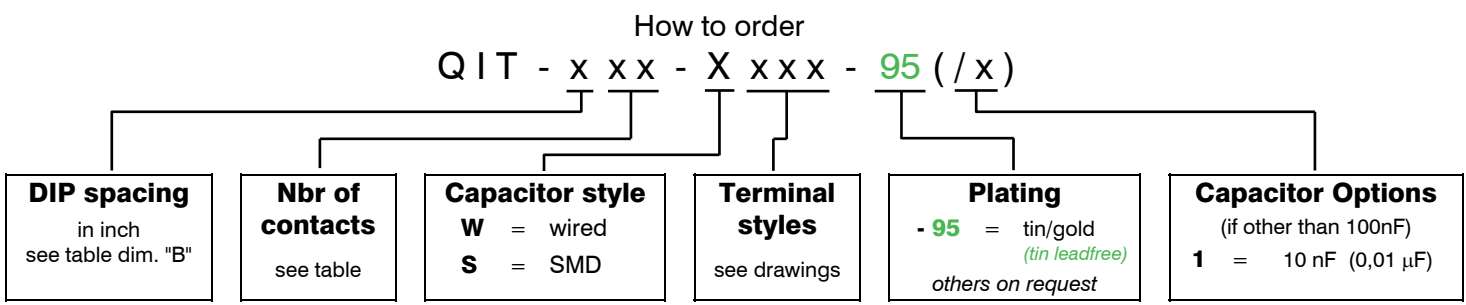 How to order
QIT - x xx - X xxx - 95 ( / x )
DIP spacing
in inch
see table dim. "B"
Nbr of
contacts
see table
Capacitor style
W = wired
S = SMD
Terminal
styles
see drawings
Plating
- 95 = tin/gold
(tin leadfree)
others on request
Capacitor Options
(if other than 100nF)
1 = 10 nF (0,01 μF)